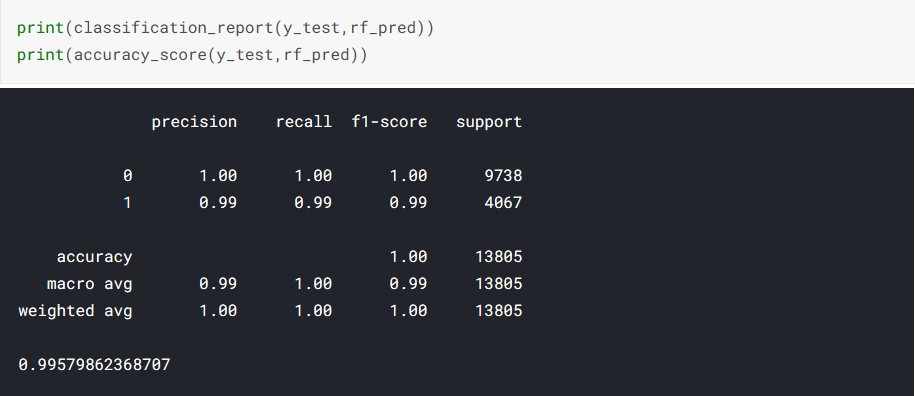 print(classification_report(y_test,rf_pred))
print(accuracy_score(y_test,rf_pred))
precision recall f1-score support
0 1.00 1.00 1.00 9738
1 0.99 0.99 0.99 4067
accuracy 1.00 13805
macro avg 0.99 1.00 0.99 13805
weighted avg 1.00 1.00 1.00 13805
0.99579862368707